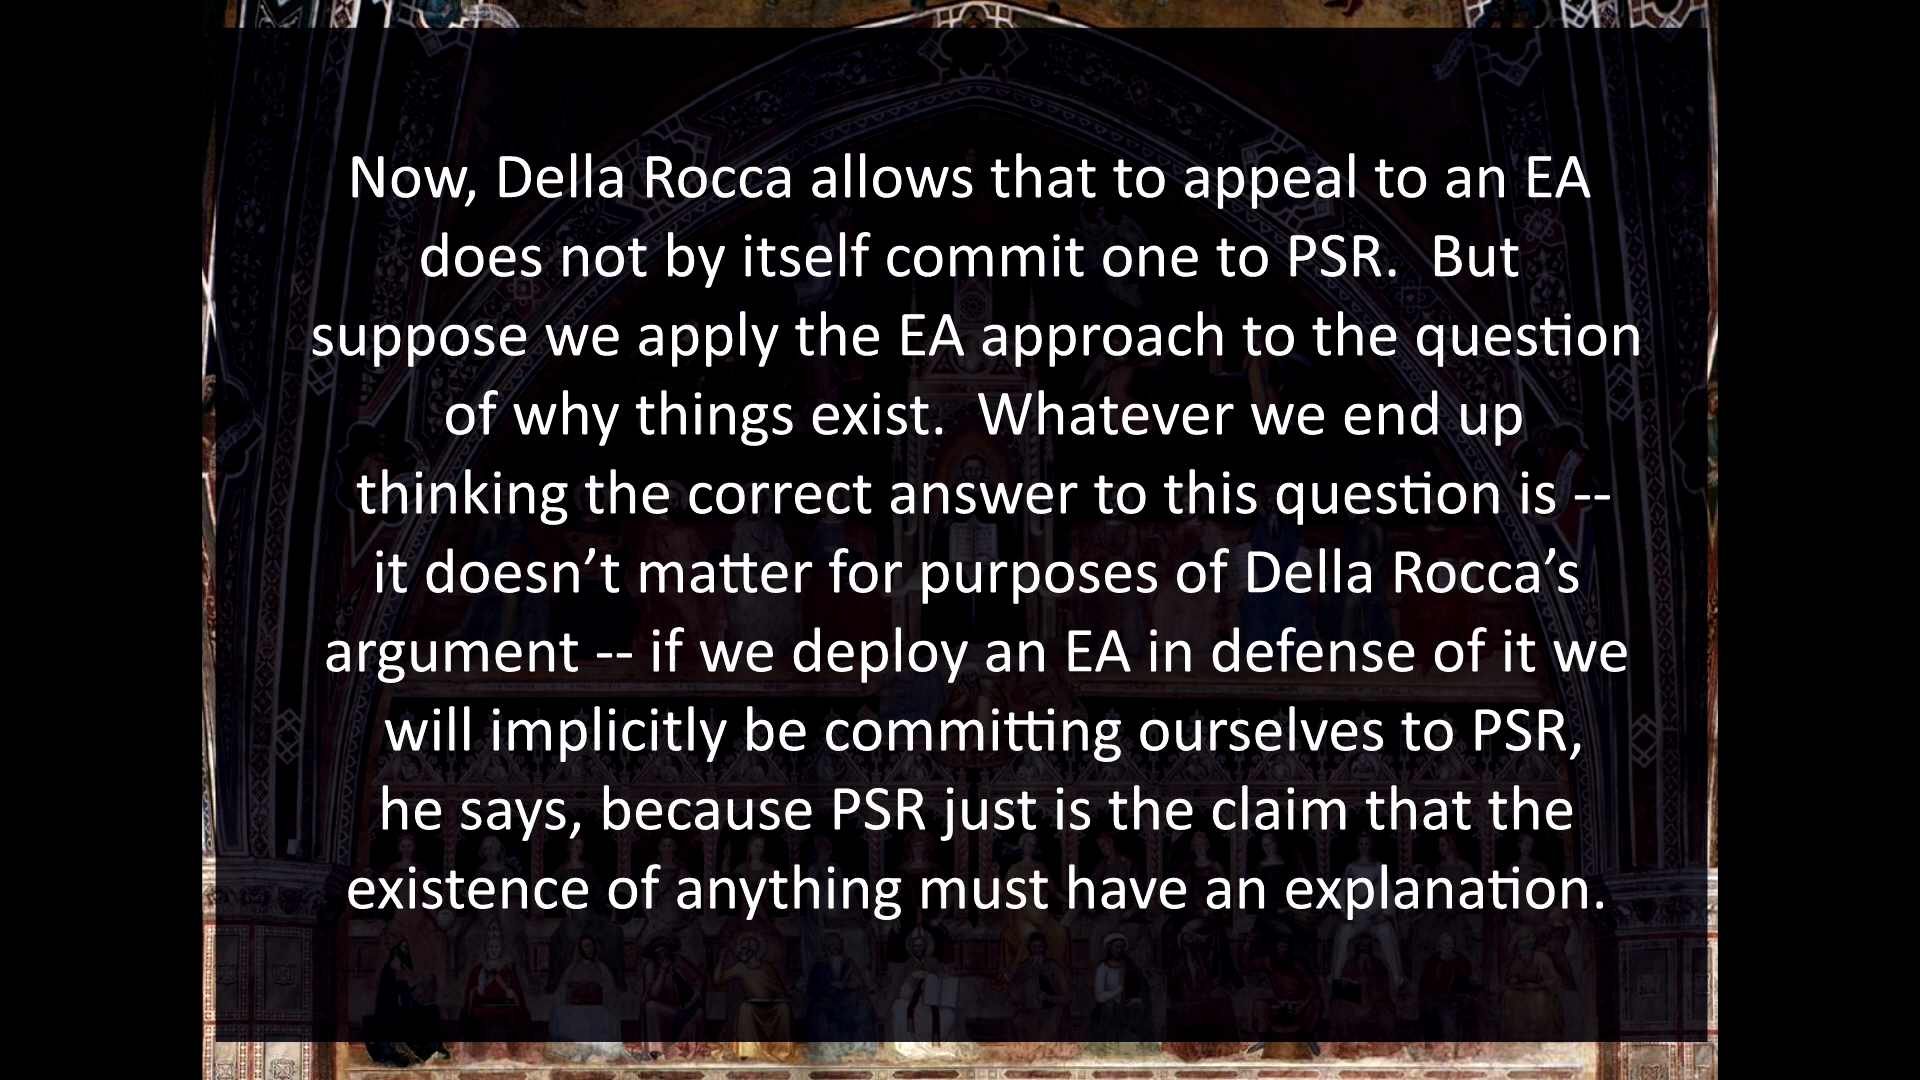 Now, Della Rocca allows that to appeal to an EA
does not by itself commit one to PSR.  But
suppose we apply the EA approach to the question
of why things exist.  Whatever we end up
thinking the correct answer to this question is --
it doesn’t matter for purposes of Della Rocca’s
argument -- if we deploy an EA in defense of it we
will implicitly be committing ourselves to PSR,
he says, because PSR just is the claim that the
existence of anything must have an explanation.